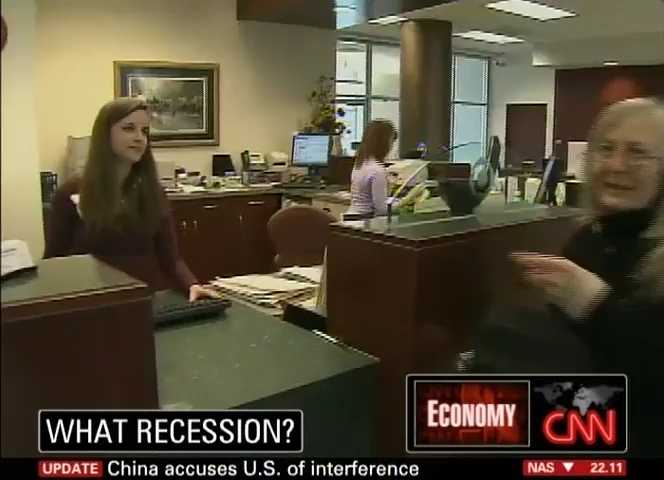 WHAT RECESSION?
ECONOMY
CNN
UPDATE China accuses U.S. of interference
NAS ▼ 22.11